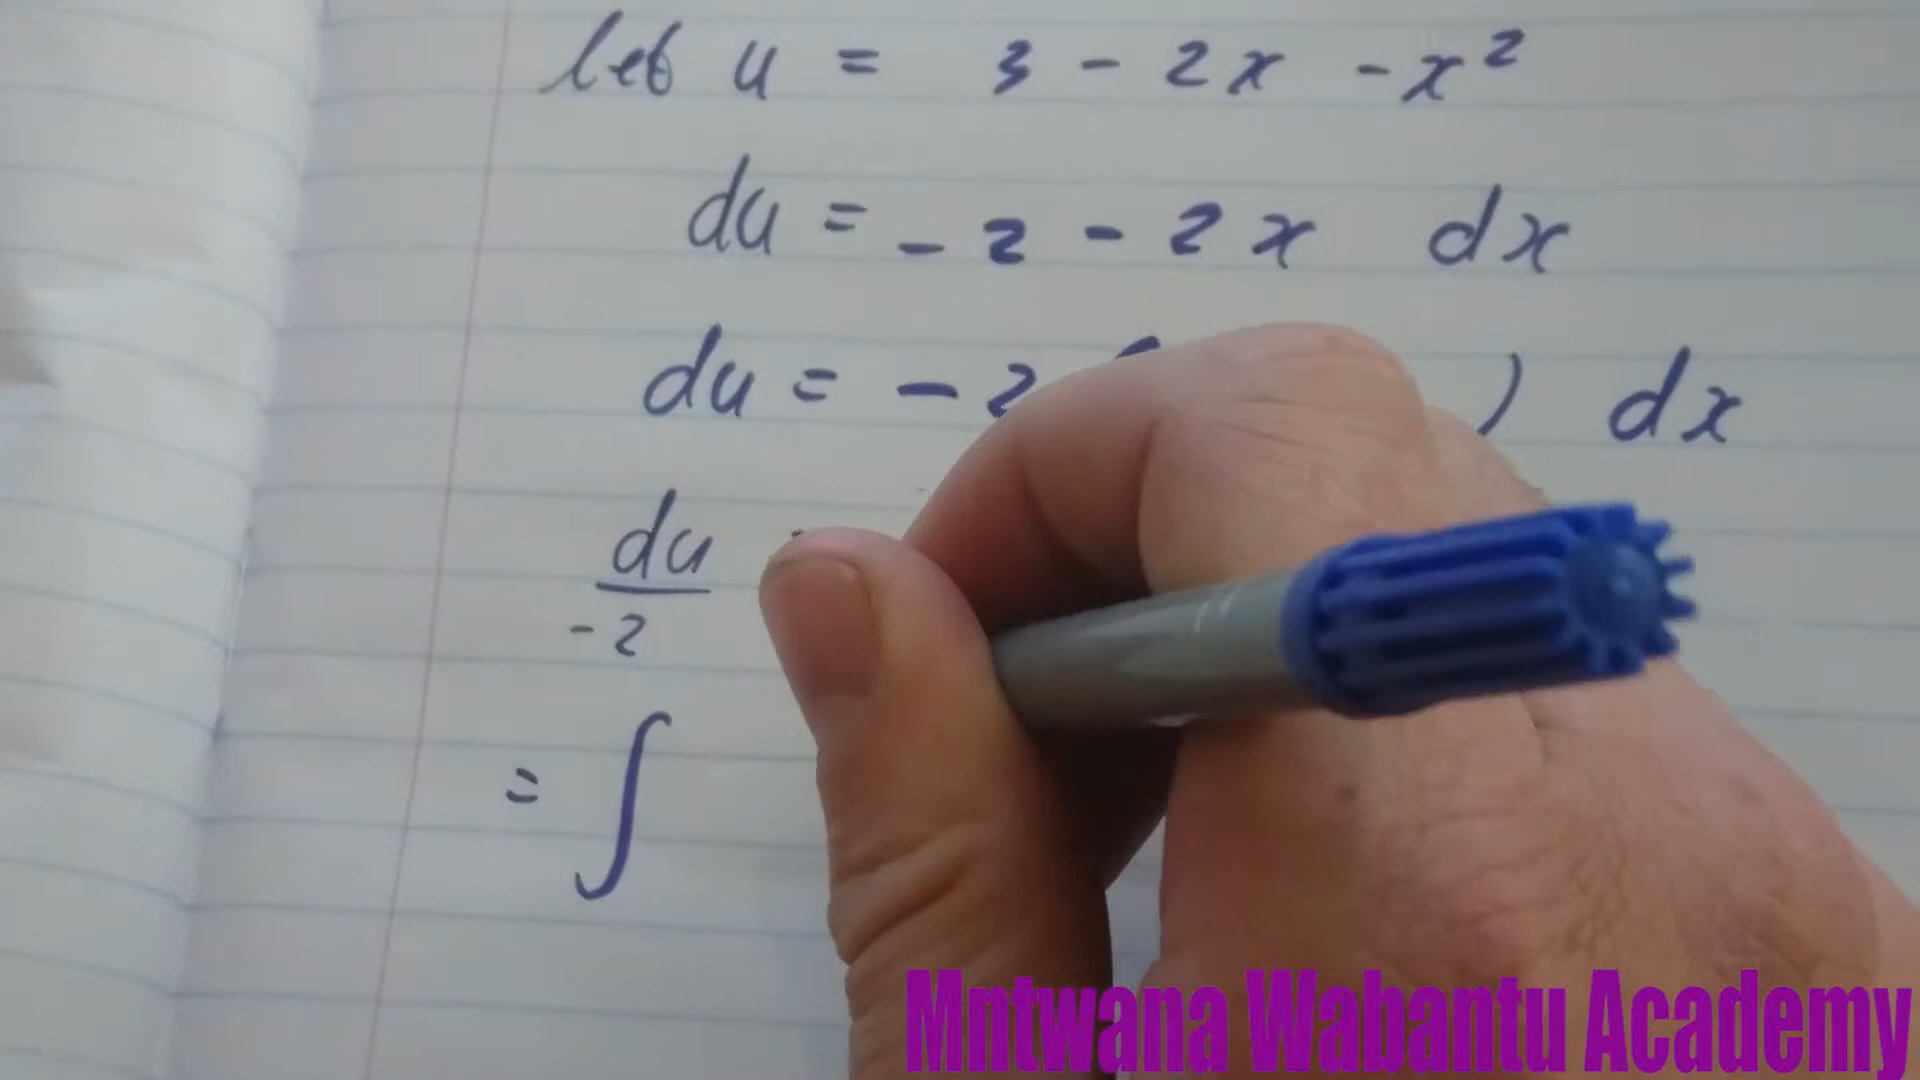 let u = 3 - 2x - x²
du = - 2 - 2x dx
du = - 2 ( ) dx
du
- 2
= ∫
Mntwana Wabantu Academy